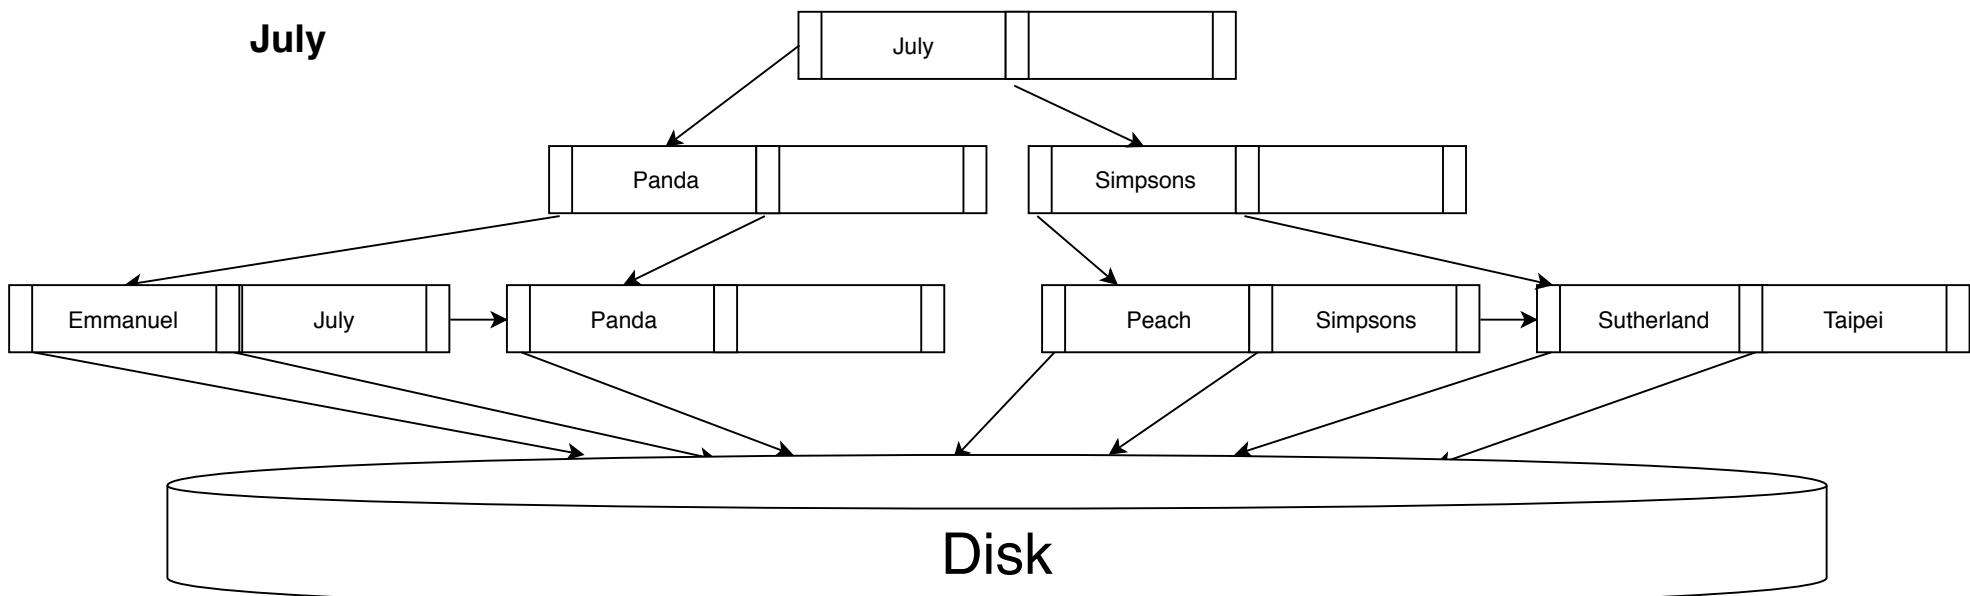 July
July
Panda
Simpsons
Emmanuel
July
Panda
Peach
Simpsons
Sutherland
Taipei
Disk